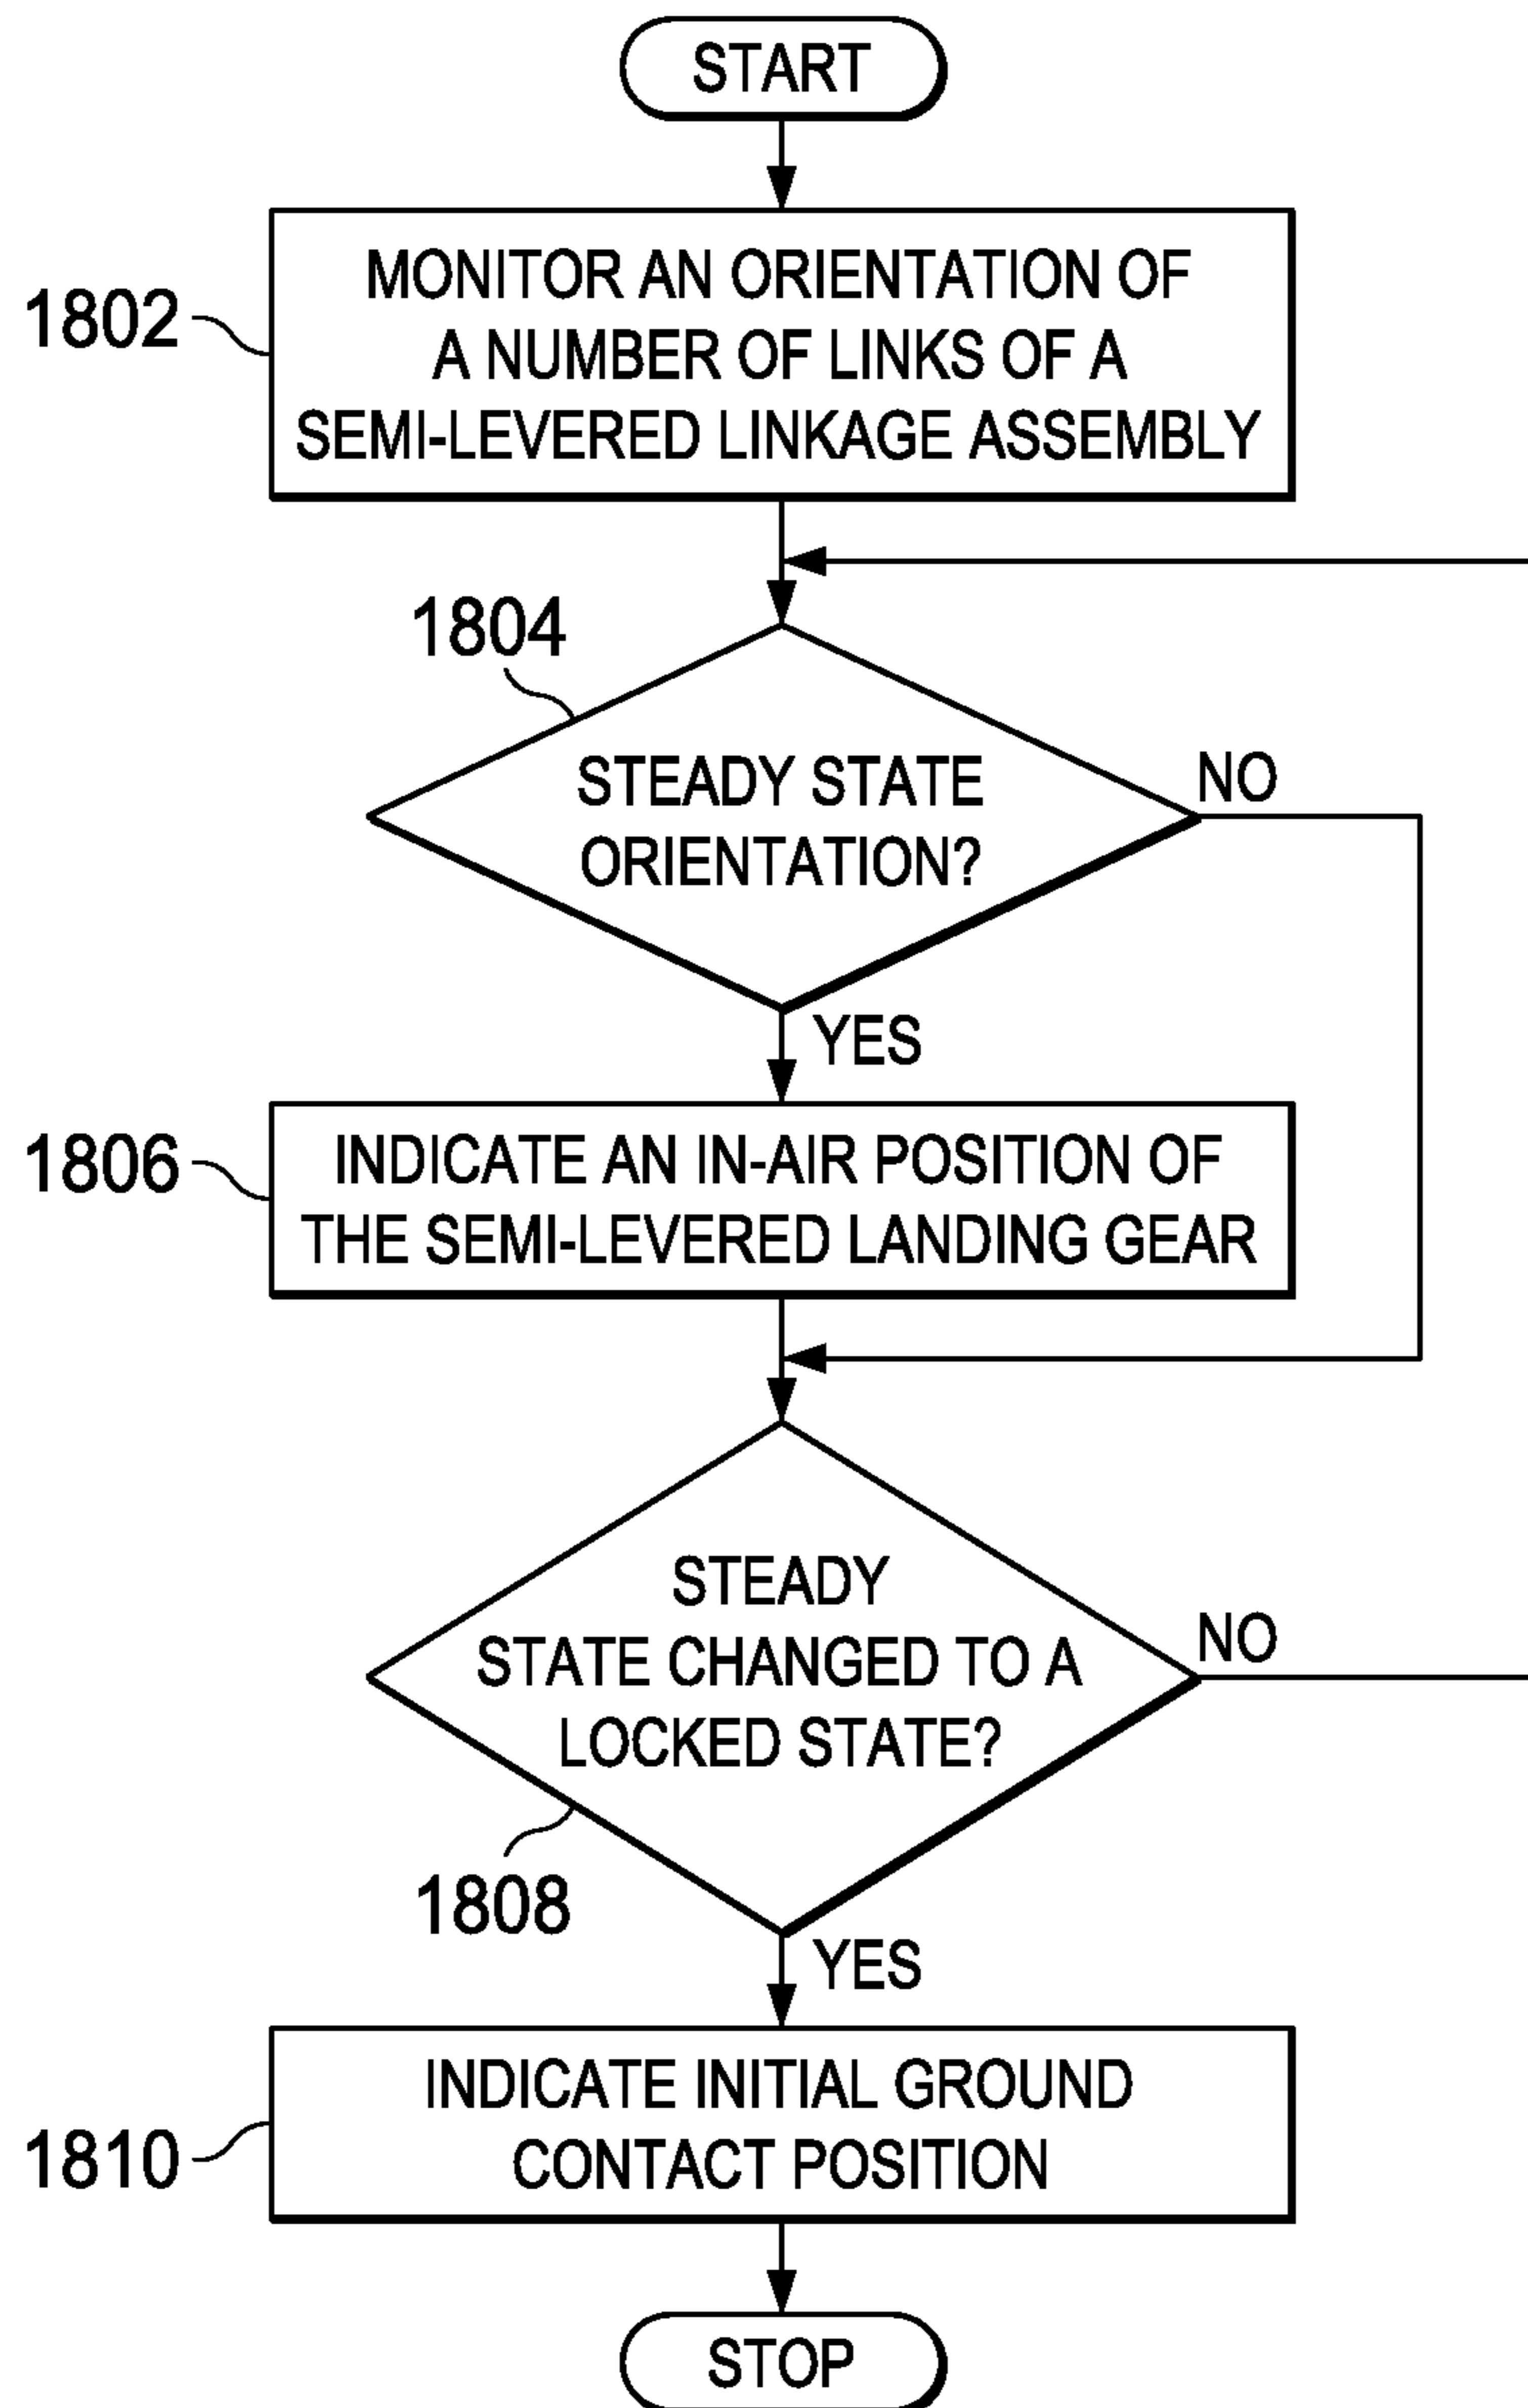 START
1802
MONITOR AN ORIENTATION OF
A NUMBER OF LINKS OF A
SEMI-LEVERED LINKAGE ASSEMBLY
1804
STEADY STATE
ORIENTATION?
NO
YES
1806
INDICATE AN IN-AIR POSITION OF
THE SEMI-LEVERED LANDING GEAR
STEADY
STATE CHANGED TO A
LOCKED STATE?
NO
1808
YES
1810
INDICATE INITIAL GROUND
CONTACT POSITION
STOP